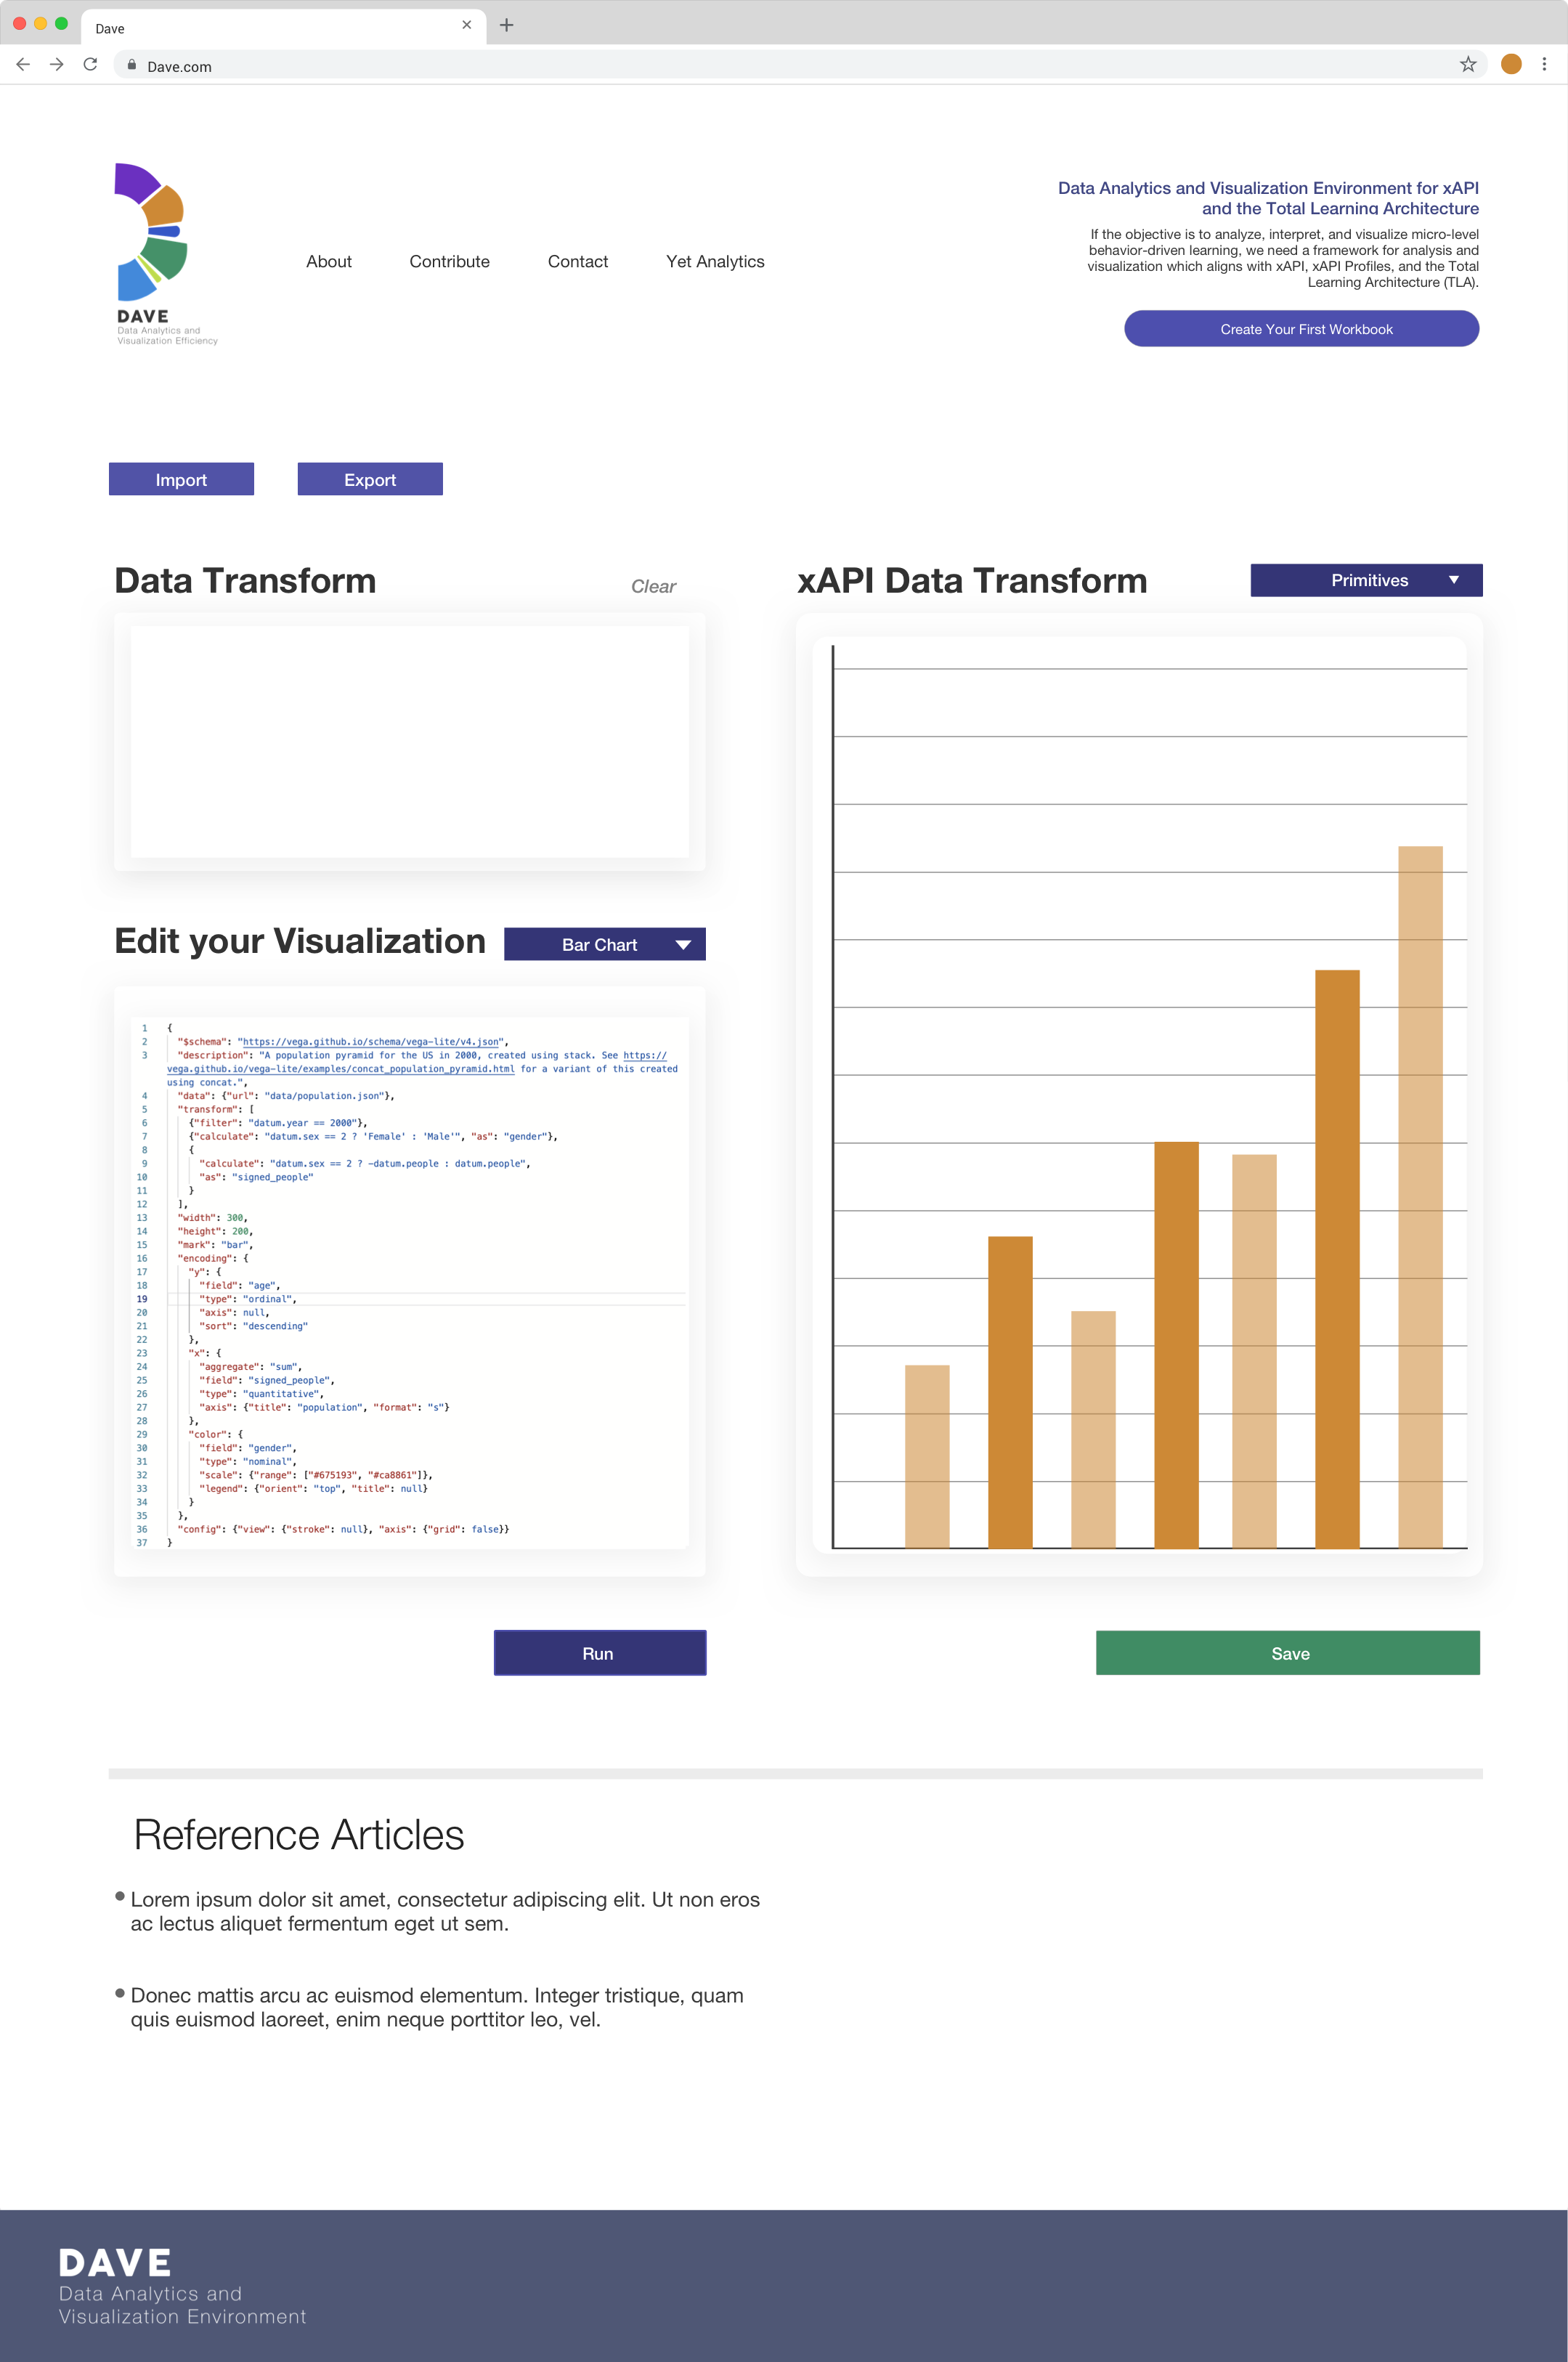 Dave
Dave.com
DAVE
Data Analytics and
Visualization Efficiency
About
Contribute
Contact
Yet Analytics
Data Analytics and Visualization Environment for xAPI
and the Total Learning Architecture
If the objective is to analyze, interpret, and visualize micro-level
behavior-driven learning, we need a framework for analysis and
visualization which aligns with xAPI, xAPI Profiles, and the Total
Learning Architecture (TLA).
Create Your First Workbook
Import
Export
Data Transform
Clear
Edit your Visualization
Bar Chart
1 {
2 "$schema": "https://vega.github.io/schema/vega-lite/v4.json",
3 "description": "A population pyramid for the US in 2000, created using stack. See https://
vega.github.io/vega-lite/examples/concat_population_pyramid.html for a variant of this created
using concat.",
4 "data": {"url": "data/population.json"},
5 "transform": [
6 {"filter": "datum.year == 2000"},
7 {"calculate": "datum.sex == 2 ? 'Female' : 'Male'", "as": "gender"},
8 {
9 "calculate": "datum.sex == 2 ? -datum.people : datum.people",
10 "as": "signed_people"
11 }
12 ],
13 "width": 300,
14 "height": 200,
15 "mark": "bar",
16 "encoding": {
17 "y": {
18 "field": "age",
19 "type": "ordinal",
20 "axis": null,
21 "sort": "descending"
22 },
23 "x": {
24 "aggregate": "sum",
25 "field": "signed_people",
26 "type": "quantitative",
27 "axis": {"title": "population", "format": "s"}
28 },
29 "color": {
30 "field": "gender",
31 "type": "nominal",
32 "scale": {"range": ["#675193", "#ca8861"]},
33 "legend": {"orient": "top", "title": null}
34 }
35 },
36 "config": {"view": {"stroke": null}, "axis": {"grid": false}}
37 }
Run
xAPI Data Transform
Primitives
Save
Reference Articles
Lorem ipsum dolor sit amet, consectetur adipiscing elit. Ut non eros
ac lectus aliquet fermentum eget ut sem.
Donec mattis arcu ac euismod elementum. Integer tristique, quam
quis euismod laoreet, enim neque porttitor leo, vel.
DAVE
Data Analytics and
Visualization Environment